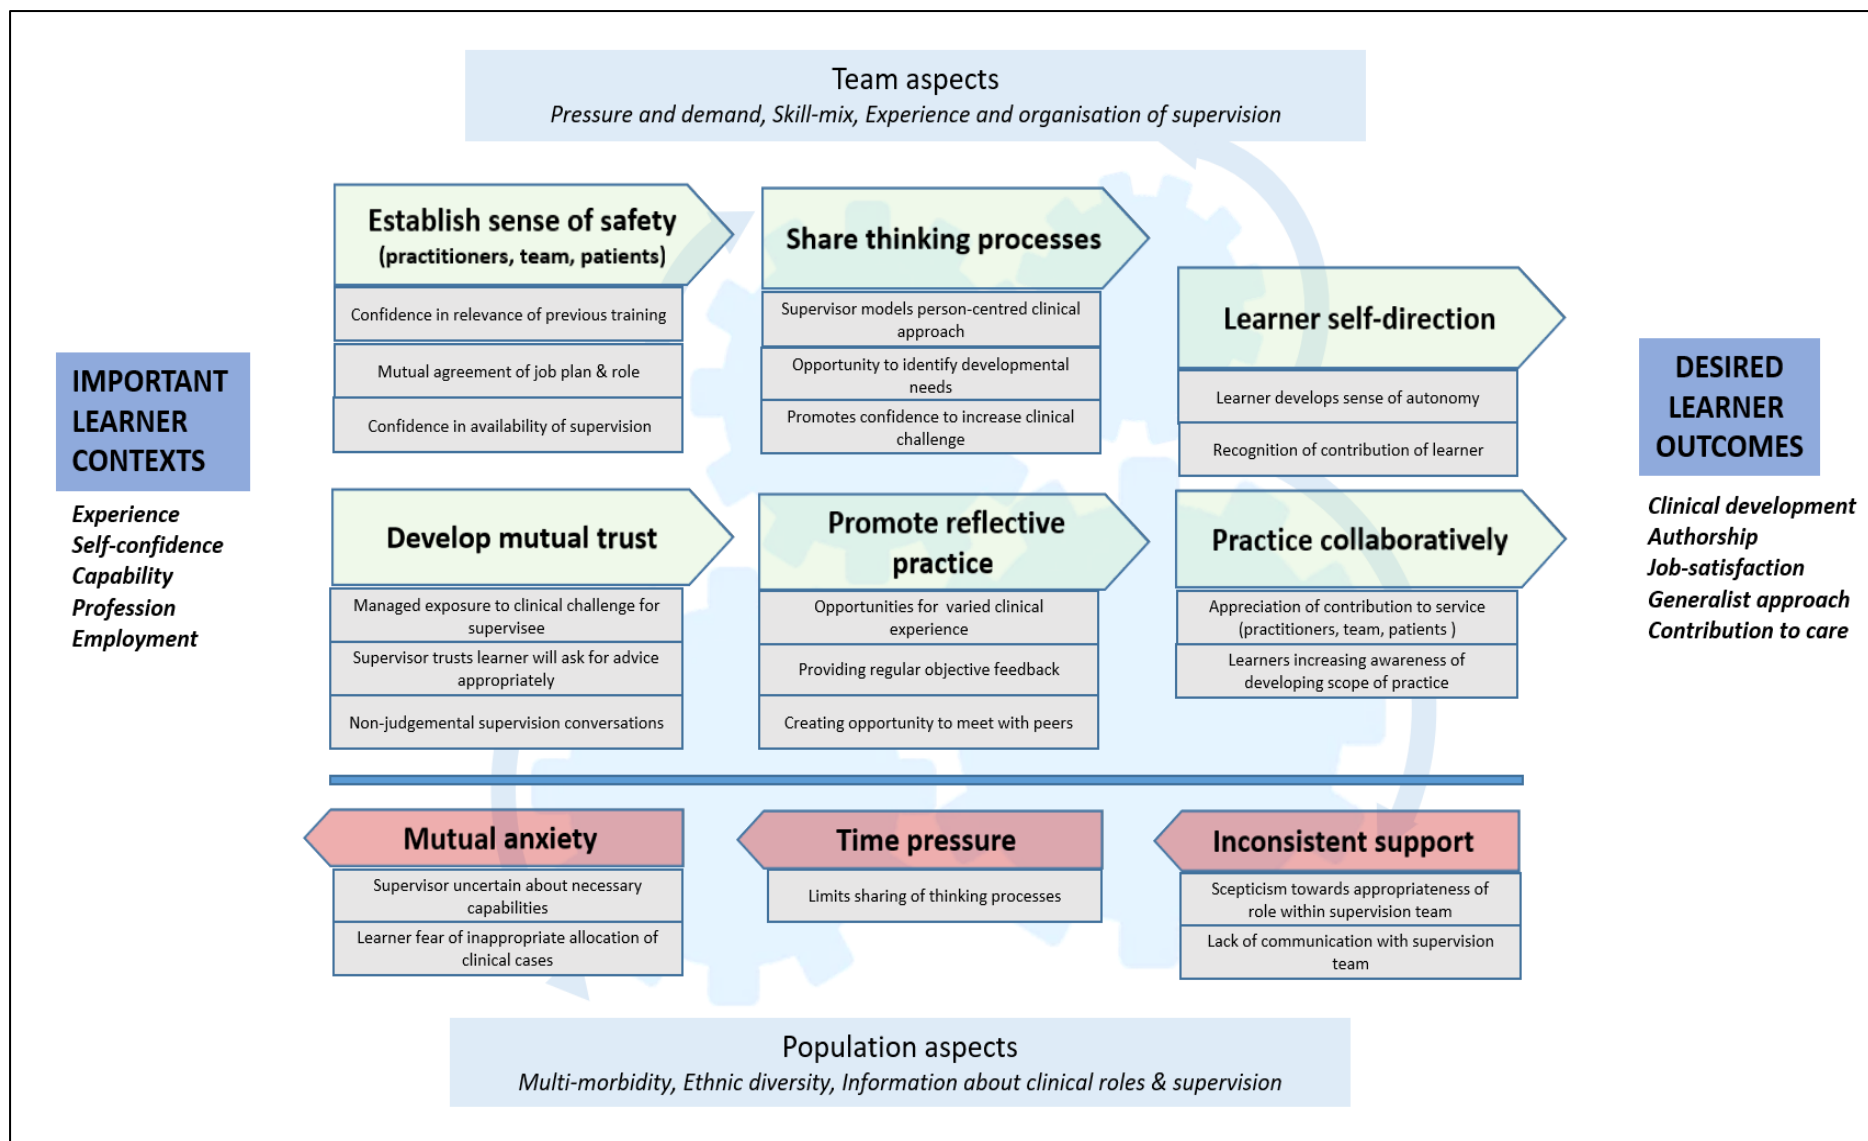 Team aspects
Pressure and demand, Skill-mix, Experience and organisation of supervision
IMPORTANT
LEARNER
CONTEXTS
Experience
Self-confidence
Capability
Profession
Employment
Establish sense of safety
(practitioners, team, patients)
Confidence in relevance of previous training
Mutual agreement of job plan & role
Confidence in availability of supervision
Share thinking processes
Supervisor models person-centred clinical
approach
Opportunity to identify developmental
needs
Promotes confidence to increase clinical
challenge
Learner self-direction
Learner develops sense of autonomy
Recognition of contribution of learner
Develop mutual trust
Managed exposure to clinical challenge for
supervisee
Supervisor trusts learner will ask for advice
appropriately
Non-judgemental supervision conversations
Promote reflective
practice
Opportunities for varied clinical
experience
Providing regular objective feedback
Creating opportunity to meet with peers
Practice collaboratively
Appreciation of contribution to service
(practitioners, team, patients )
Learners increasing awareness of
developing scope of practice
Mutual anxiety
Supervisor uncertain about necessary
capabilities
Learner fear of inappropriate allocation of
clinical cases
Time pressure
Limits sharing of thinking processes
Inconsistent support
Scepticism towards appropriateness of
role within supervision team
Lack of communication with supervision
team
DESIRED
LEARNER
OUTCOMES
Clinical development
Authorship
Job-satisfaction
Generalist approach
Contribution to care
Population aspects
Multi-morbidity, Ethnic diversity, Information about clinical roles & supervision